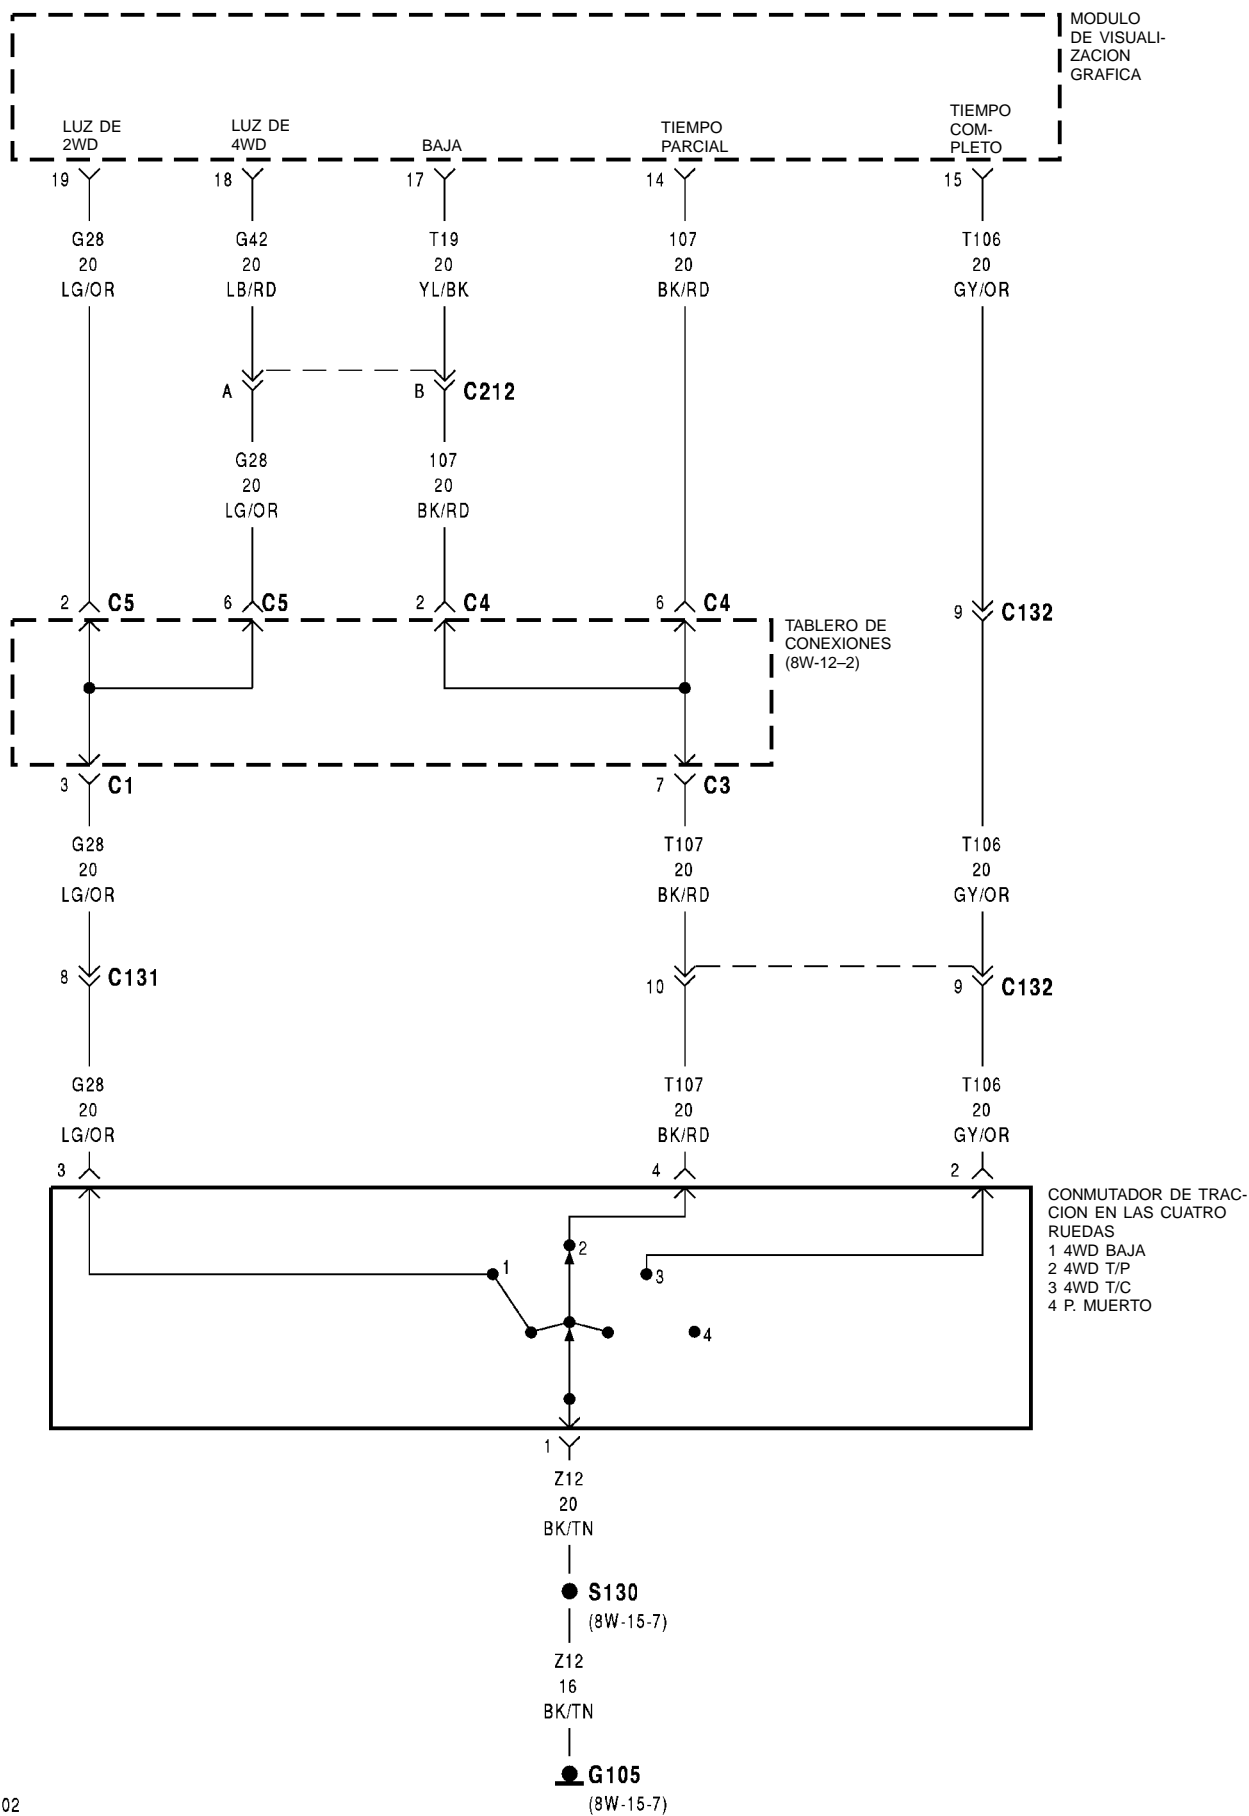 MODULO
DE VISUALI-
ZACION
GRAFICA
LUZ DE
2WD
LUZ DE
4WD
BAJA
TIEMPO
PARCIAL
TIEMPO
COM-
PLETO
19
18
17
14
15
G28
20
LG/OR
G42
20
LB/RD
T19
20
YL/BK
107
20
BK/RD
T106
20
GY/OR
A
B
C212
G28
20
LG/OR
107
20
BK/RD
2
C5
6
C5
2
C4
6
C4
9
C132
TABLERO DE
CONEXIONES
(8W-12–2)
3
C1
7
C3
G28
20
LG/OR
T107
20
BK/RD
T106
20
GY/OR
8
C131
10
9
C132
G28
20
LG/OR
T107
20
BK/RD
T106
20
GY/OR
3
4
2
CONMUTADOR DE TRAC-
CION EN LAS CUATRO
RUEDAS
1 4WD BAJA
2 4WD T/P
3 4WD T/C
4 P. MUERTO
2
1
3
4
1
Z12
20
BK/TN
S130
(8W-15-7)
Z12
16
BK/TN
G105
(8W-15-7)
02